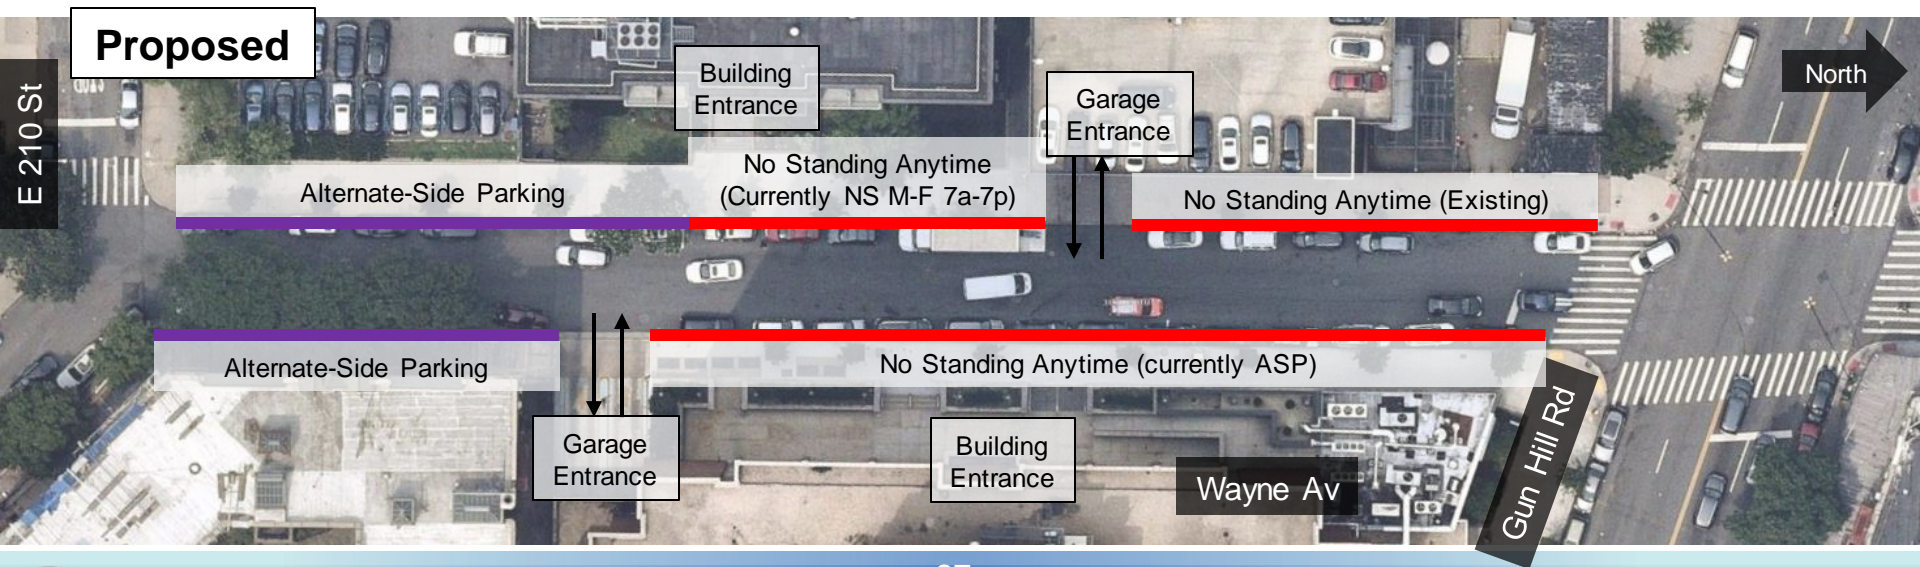 Proposed
E 210 St
Building
Entrance
Garage
Entrance
North
Alternate-Side Parking
No Standing Anytime
(Currently NS M-F 7a-7p)
No Standing Anytime (Existing)
Alternate-Side Parking
No Standing Anytime (currently ASP)
Garage
Entrance
Building
Entrance
Wayne Av
Gun Hill Rd